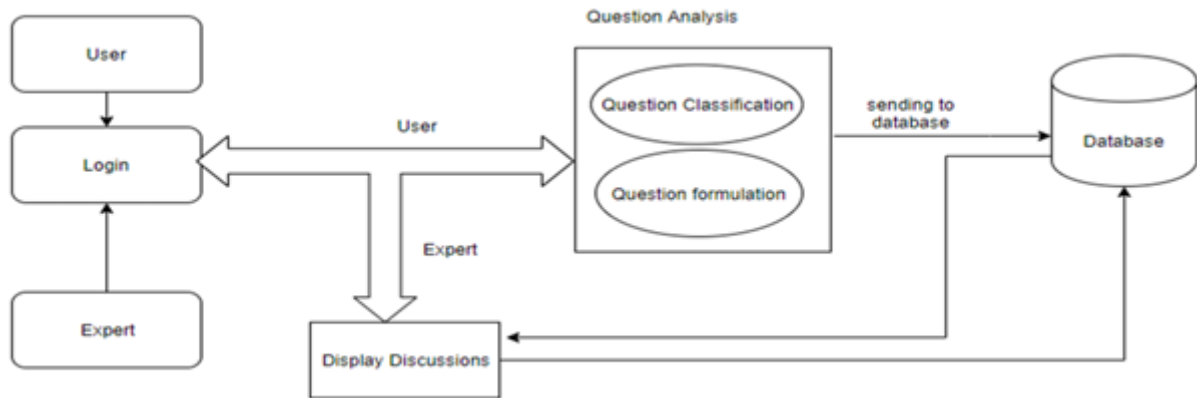 Question Analysis
User
Question Classification
sending to
database
User
Database
Login
Question formulation
Expert
Expert
Display Discussions